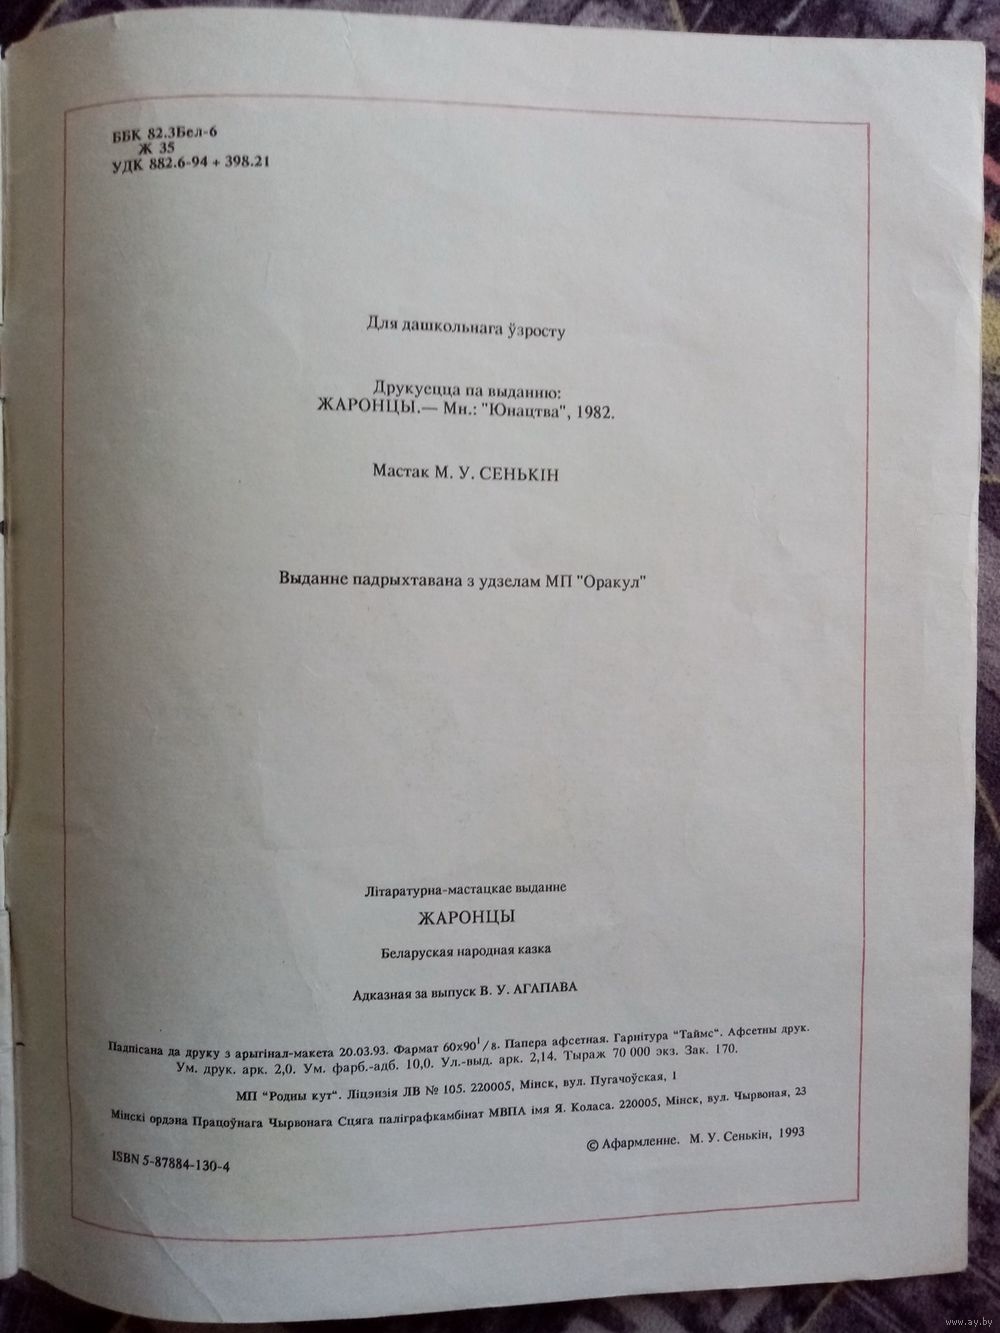 ББК 82.3Бел-6
Ж 35
УДК 882.6-94 + 398.21
Для дашкольнага ўзросту
Друкуецца па выданню:
ЖАРОНЦЫ.— Мн.: "Юнацтва", 1982.
Мастак М. У. СЕНЬКІН
Выданне падрыхтавана з удзелам МП "Оракул"
Літаратурна-мастацкае выданне
ЖАРОНЦЫ
Беларуская народная казка
Адказная за выпуск В. У. АГАПАВА
Падпісана да друку з арыгінал-макета 20.03.93. Фармат 60х90¹/8. Папера афсетная. Гарнітура "Таймс". Афсетны друк.
Ум. друк. арк. 2,0. Ум. фарб.-адб. 10,0. Ул.-выд. арк. 2,14. Тыраж 70 000 экз. Зак. 170.
МП "Родны кут". Ліцэнзія ЛВ № 105. 220005, Мінск, вул. Пугачоўская, 1
Мінскі ордэна Працоўнага Чырвонага Сцяга паліграфкамбінат МВПА імя Я. Коласа. 220005, Мінск, вул. Чырвоная, 23
© Афармленне. М. У. Сенькін, 1993
ISBN 5-87884-130-4
www.ay.by